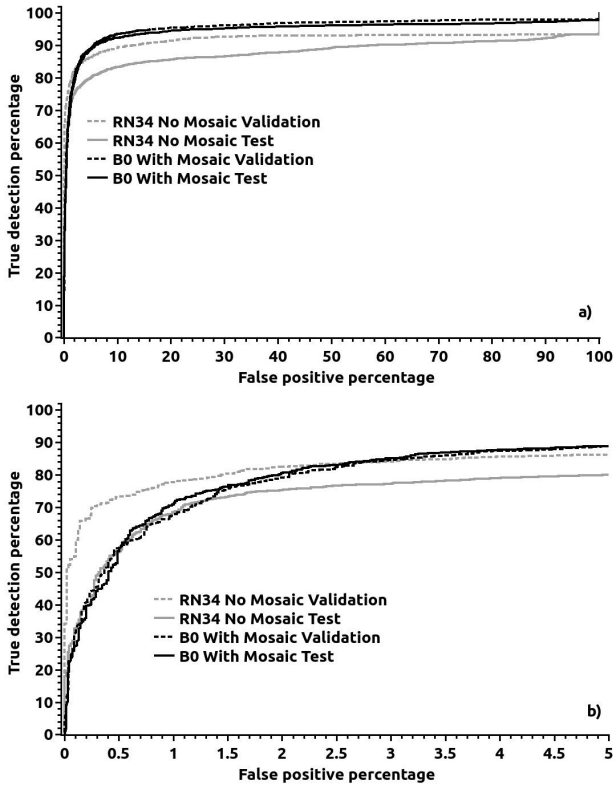 100
90
80
70
60
50
40
30
20
10
0
True detection percentage
RN34 No Mosaic Validation
RN34 No Mosaic Test
B0 With Mosaic Validation
B0 With Mosaic Test
a)
0 10 20 30 40 50 60 70 80 90 100
False positive percentage
100
90
80
70
60
50
40
30
20
10
0
True detection percentage
RN34 No Mosaic Validation
RN34 No Mosaic Test
B0 With Mosaic Validation
B0 With Mosaic Test
b)
0 0.5 1 1.5 2 2.5 3 3.5 4 4.5 5
False positive percentage